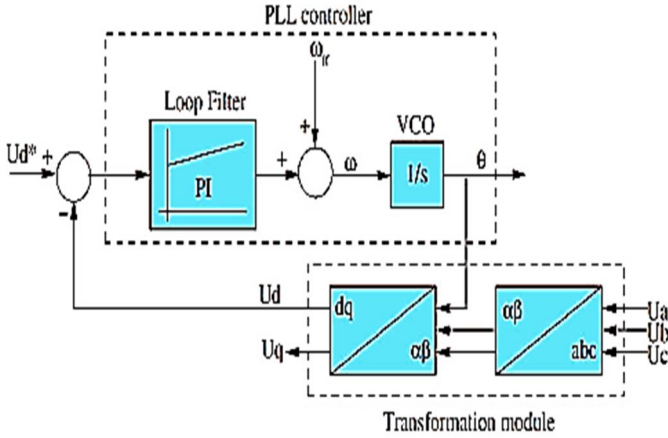 PLL controller
ω_ff
Loop Filter
VCO
Ud*
+
+
+
ω
1/s
θ
-
PI
Ud
dq
αβ
Ua
Ub
Uc
Uq
αβ
abc
Transformation module